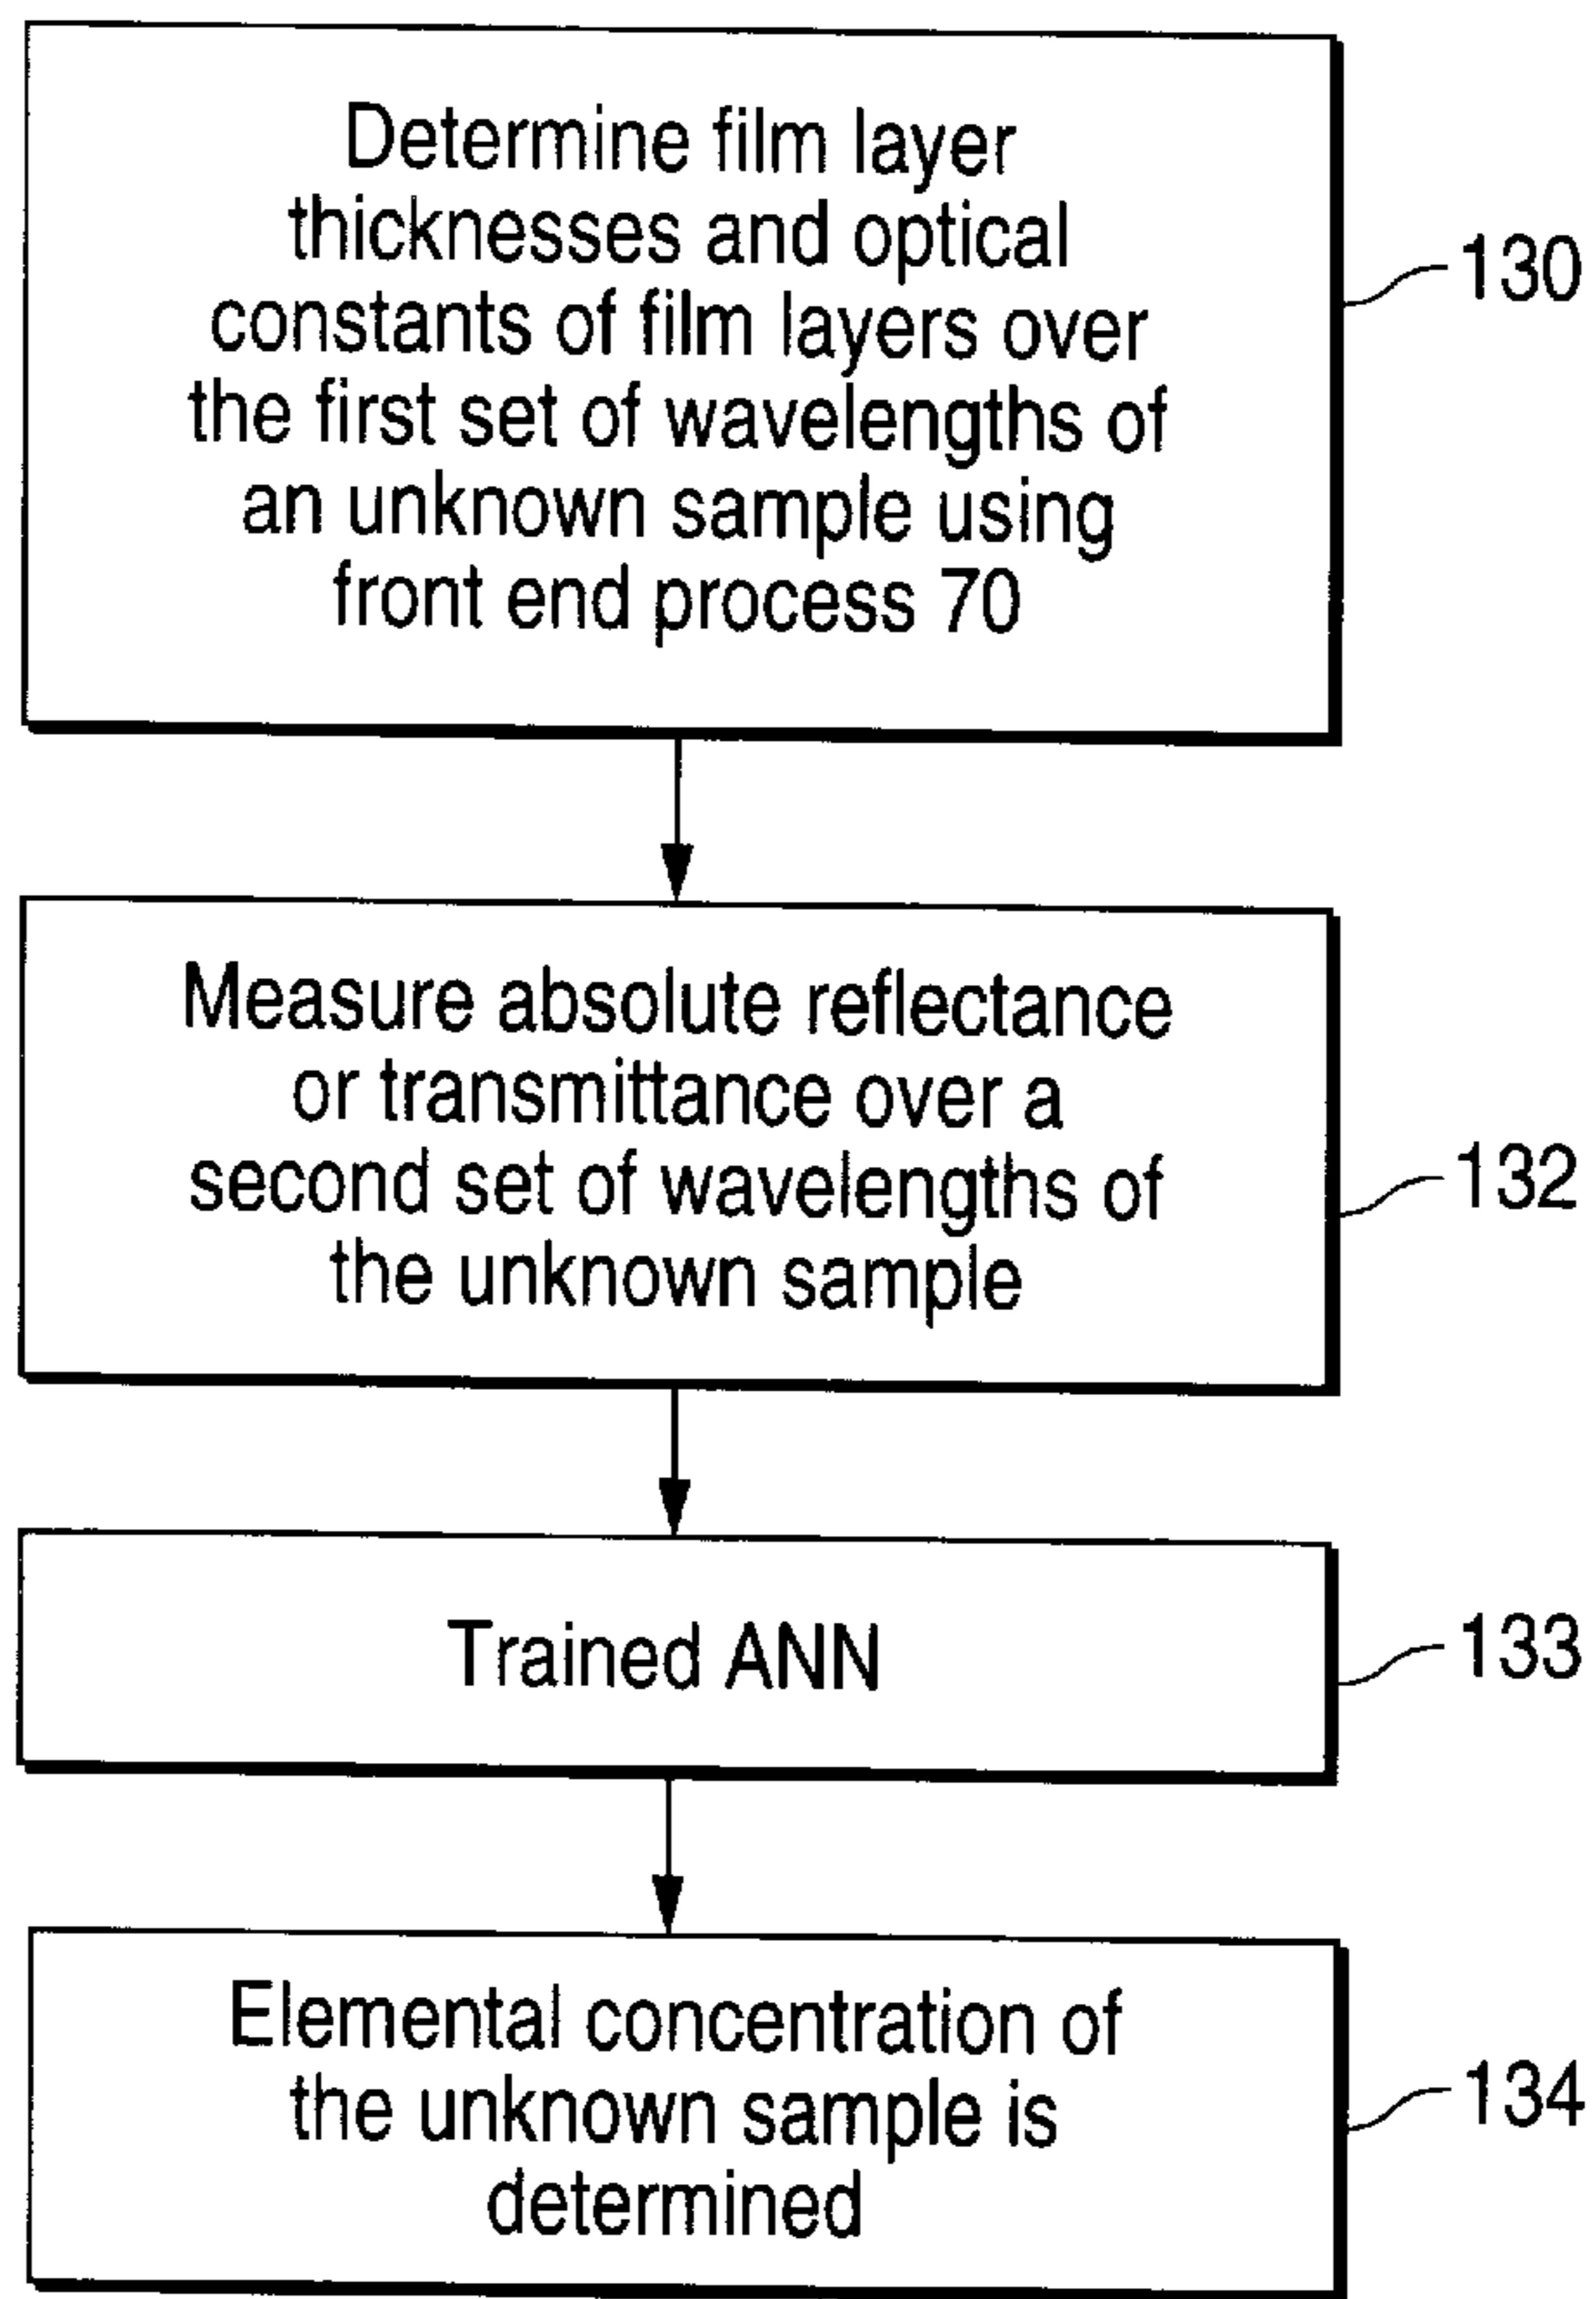 Determine film layer
thicknesses and optical
constants of film layers over
the first set of wavelengths of
an unknown sample using
front end process 70
130
Measure absolute reflectance
or transmittance over a
second set of wavelengths of
the unknown sample
132
Trained ANN
133
Elemental concentration of
the unknown sample is
determined
134